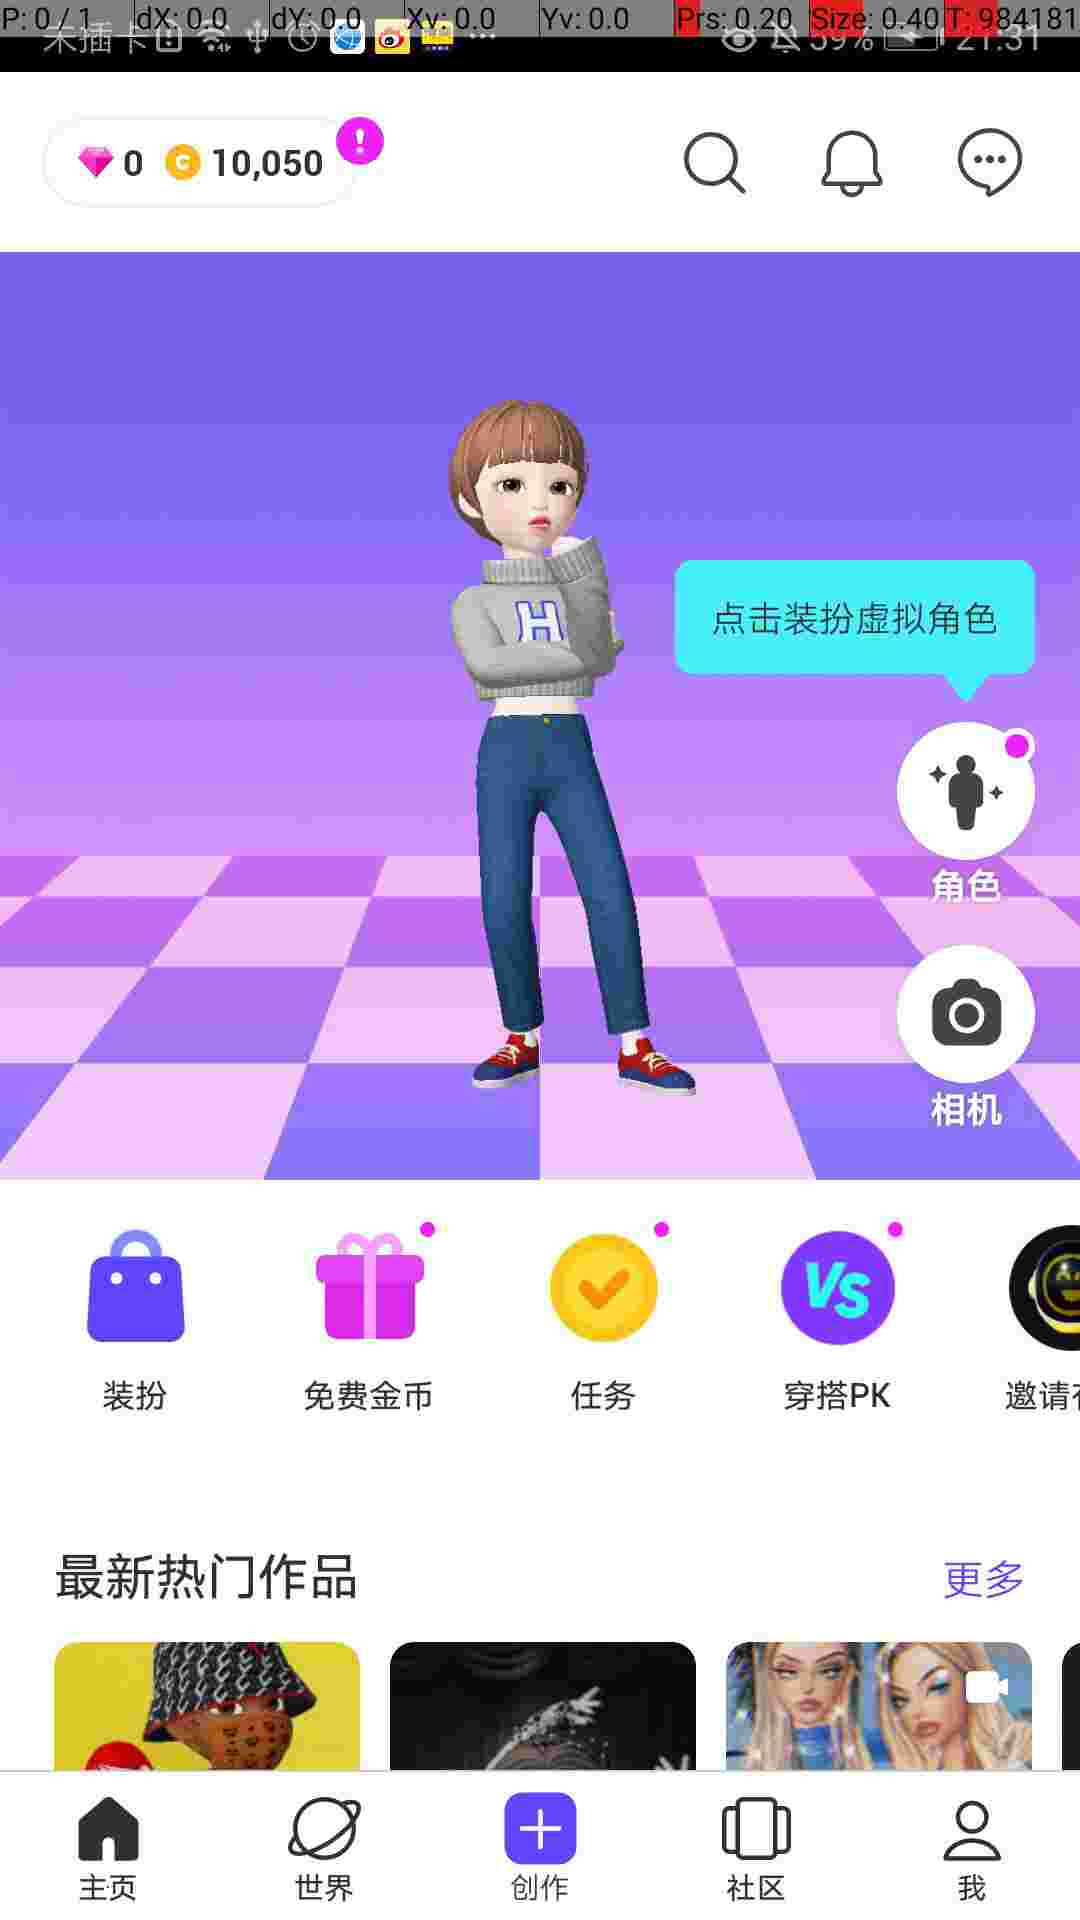 P: 0 / 1 dX: 0.0 dY: 0.0 Xv: 0.0 Yv: 0.0 Prs: 0.20 Size: 0.40 T: 984181
未插卡 59% 21:31
0 C 10,050 !
H
点击装扮虚拟角色
角色
相机
VS
装扮 免费金币 任务 穿搭PK 邀请
最新热门作品 更多
主页 世界 创作 社区 我